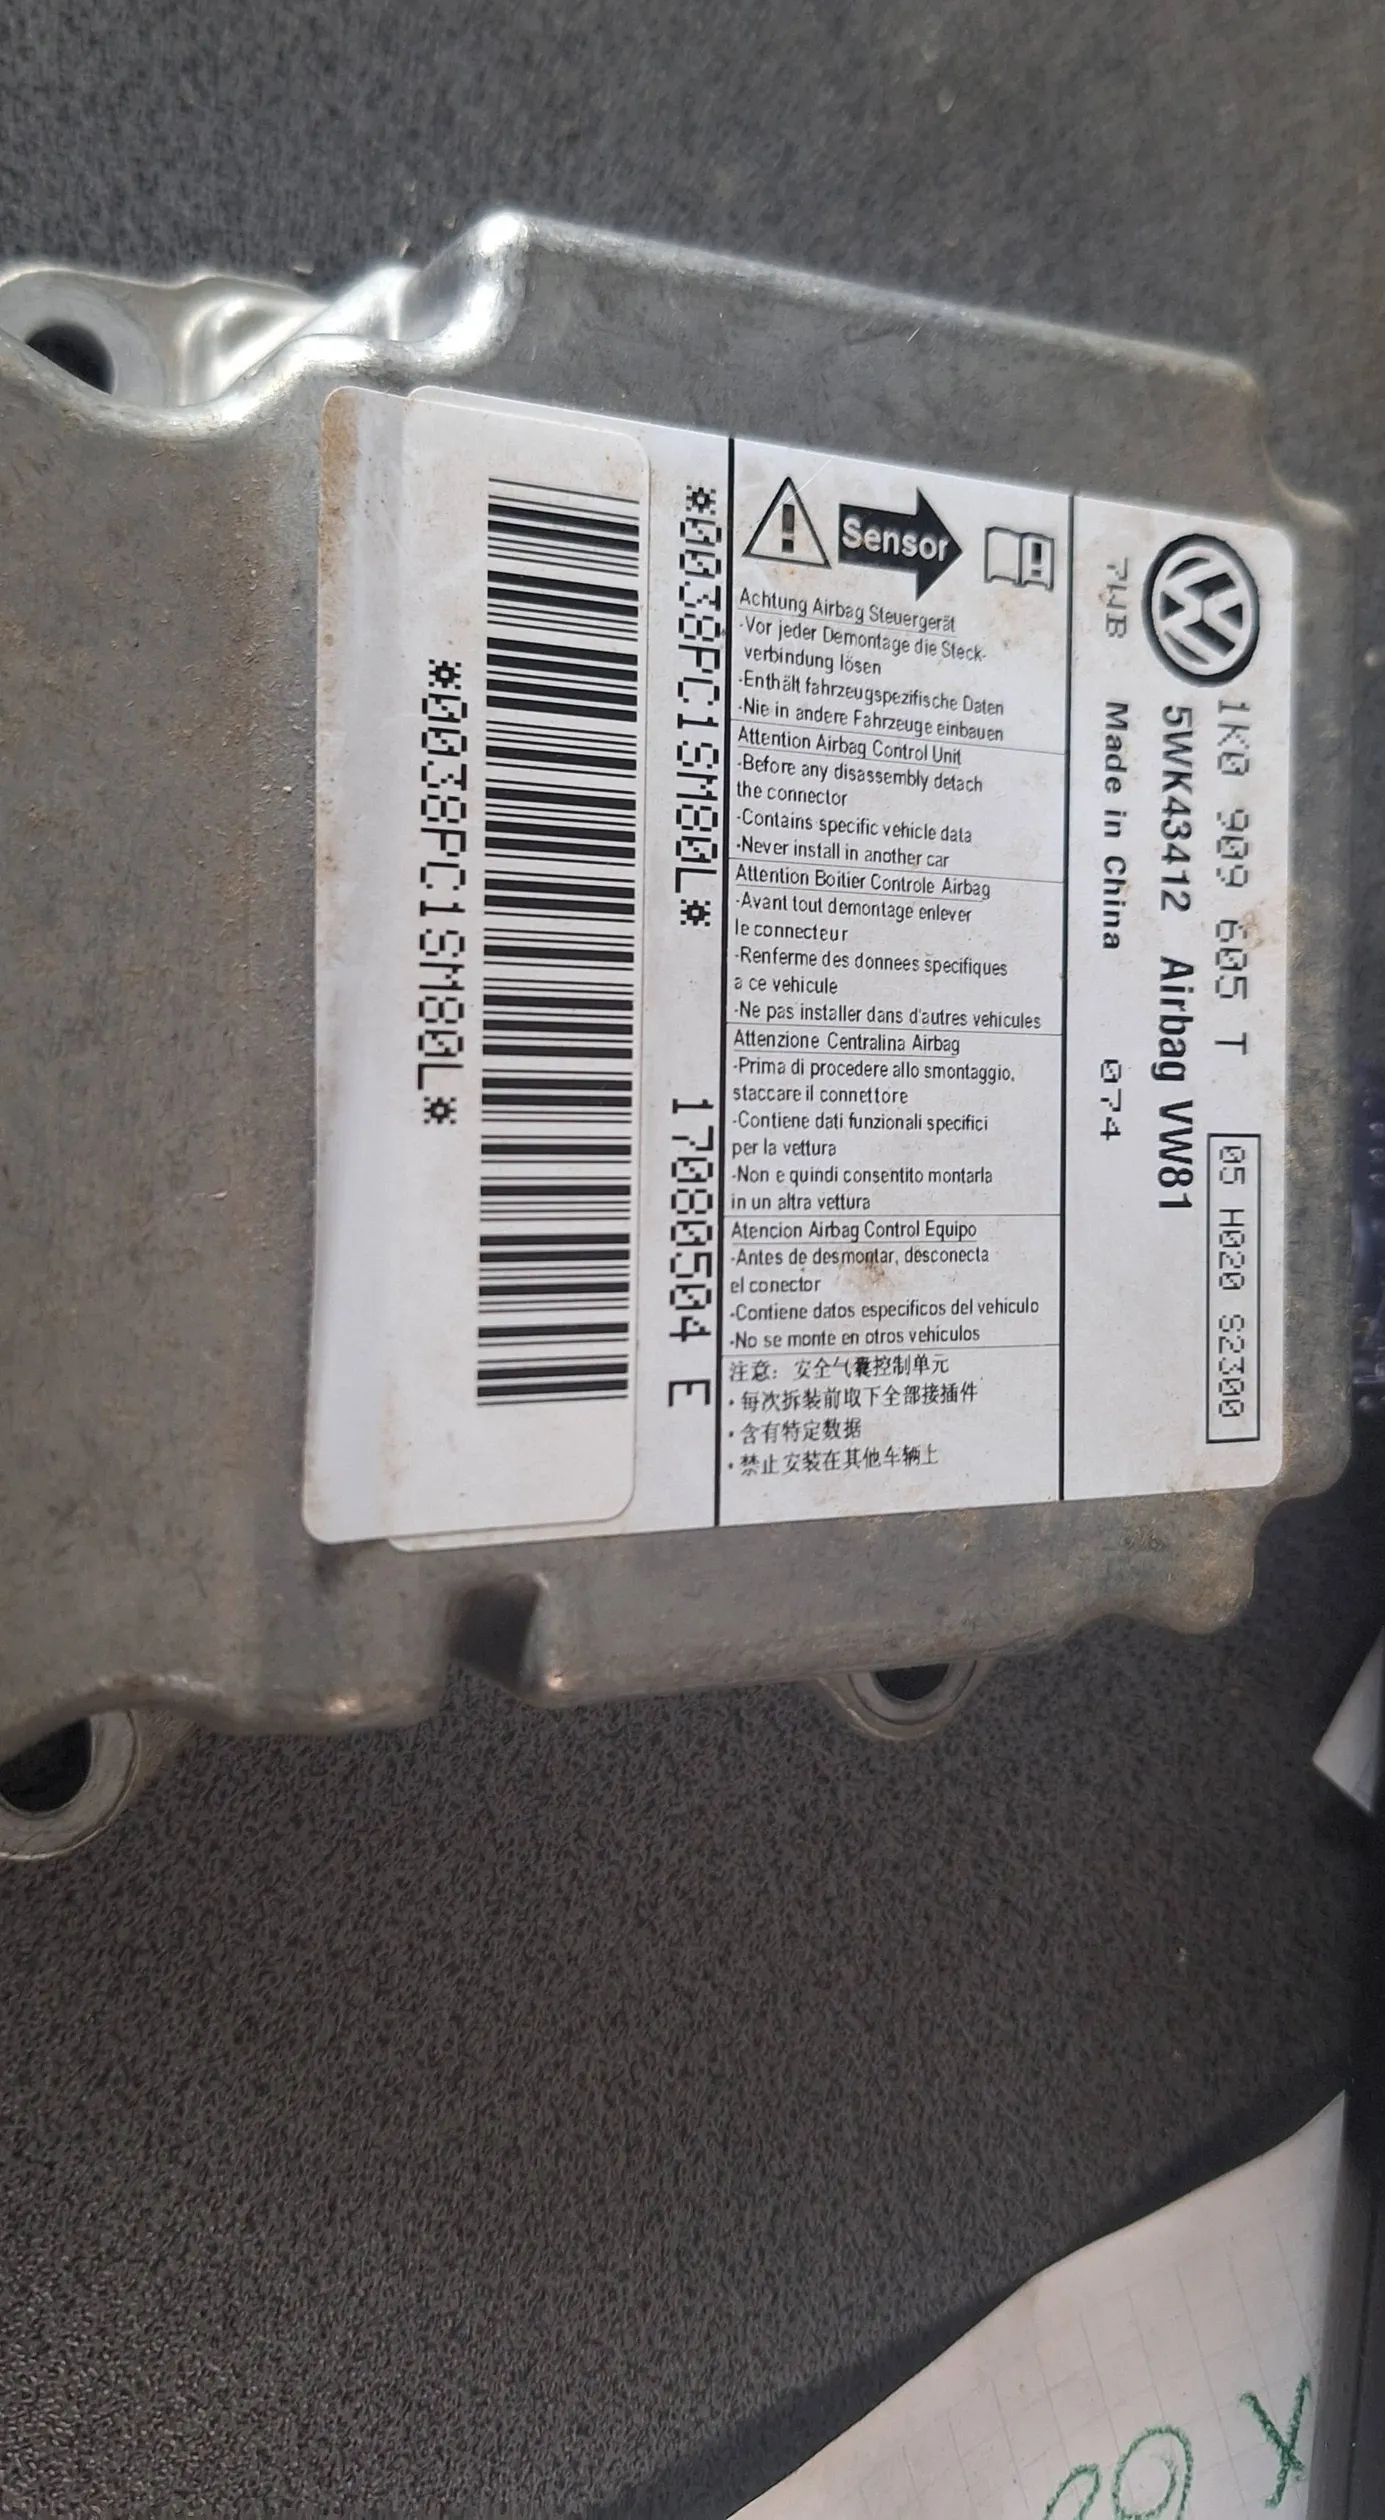 1K0 909 605 T
05 H020 S2300
5WK43412 Airbag VW81
7WB Made in China 074
Sensor
Achtung Airbag Steuergerät
-Vor jeder Demontage die Steck-
verbindung lösen
-Enthält fahrzeugspezifische Daten
-Nie in andere Fahrzeuge einbauen
Attention Airbag Control Unit
-Before any disassembly detach
the connector
-Contains specific vehicle data
-Never install in another car
Attention Boitier Controle Airbag
-Avant tout demontage enlever
le connecteur
-Renferme des donnees specifiques
a ce vehicule
-Ne pas installer dans d'autres vehicules
Attenzione Centralina Airbag
-Prima di procedere allo smontaggio,
staccare il connettore
-Contiene dati funzionali specifici
per la vettura
-Non e quindi consentito montarla
in un altra vettura
Atencion Airbag Control Equipo
-Antes de desmontar, desconecta
el conector
-Contiene datos especificos del vehiculo
-No se monte en otros vehiculos
注意：安全气囊控制单元
·每次拆装前取下全部接插件
·含有特定数据
·禁止安装在其他车辆上
*0038PC1SM80L* 17080504 E
*0038PC1SM80L*